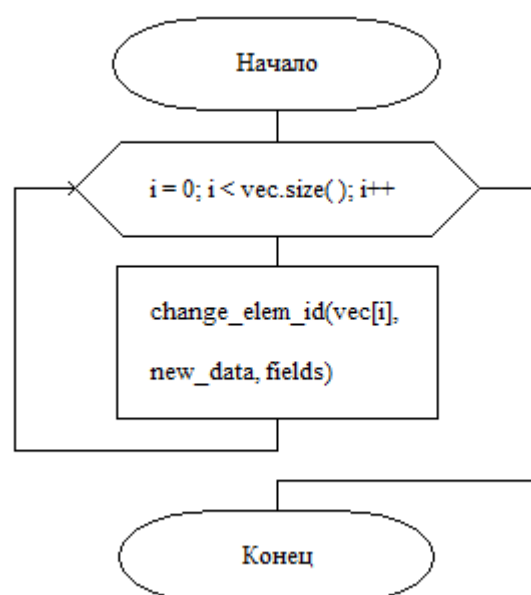 Начало
i = 0; i < vec.size( ); i++
change_elem_id(vec[i],
new_data, fields)
Конец